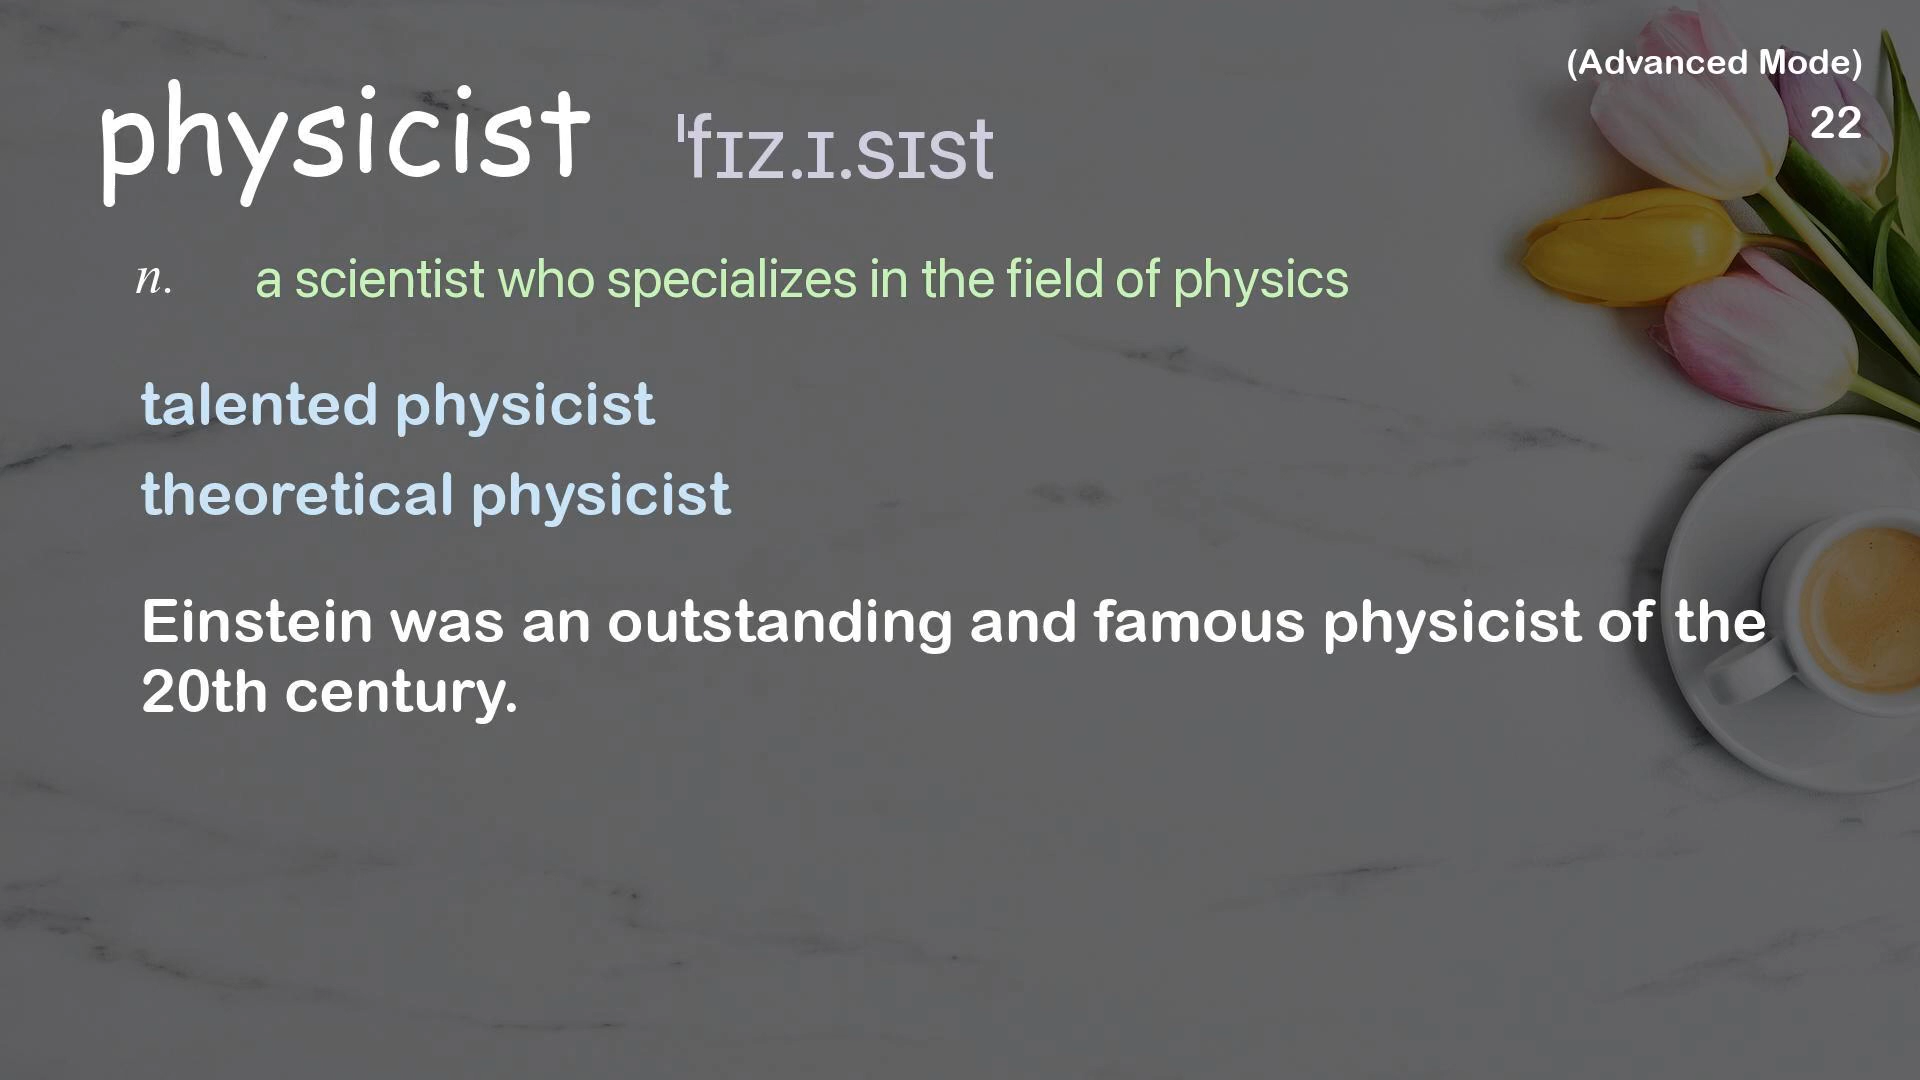 (Advanced Mode)
22
physicist ˈfɪz.ɪ.sɪst
n. a scientist who specializes in the field of physics
talented physicist
theoretical physicist
Einstein was an outstanding and famous physicist of the
20th century.